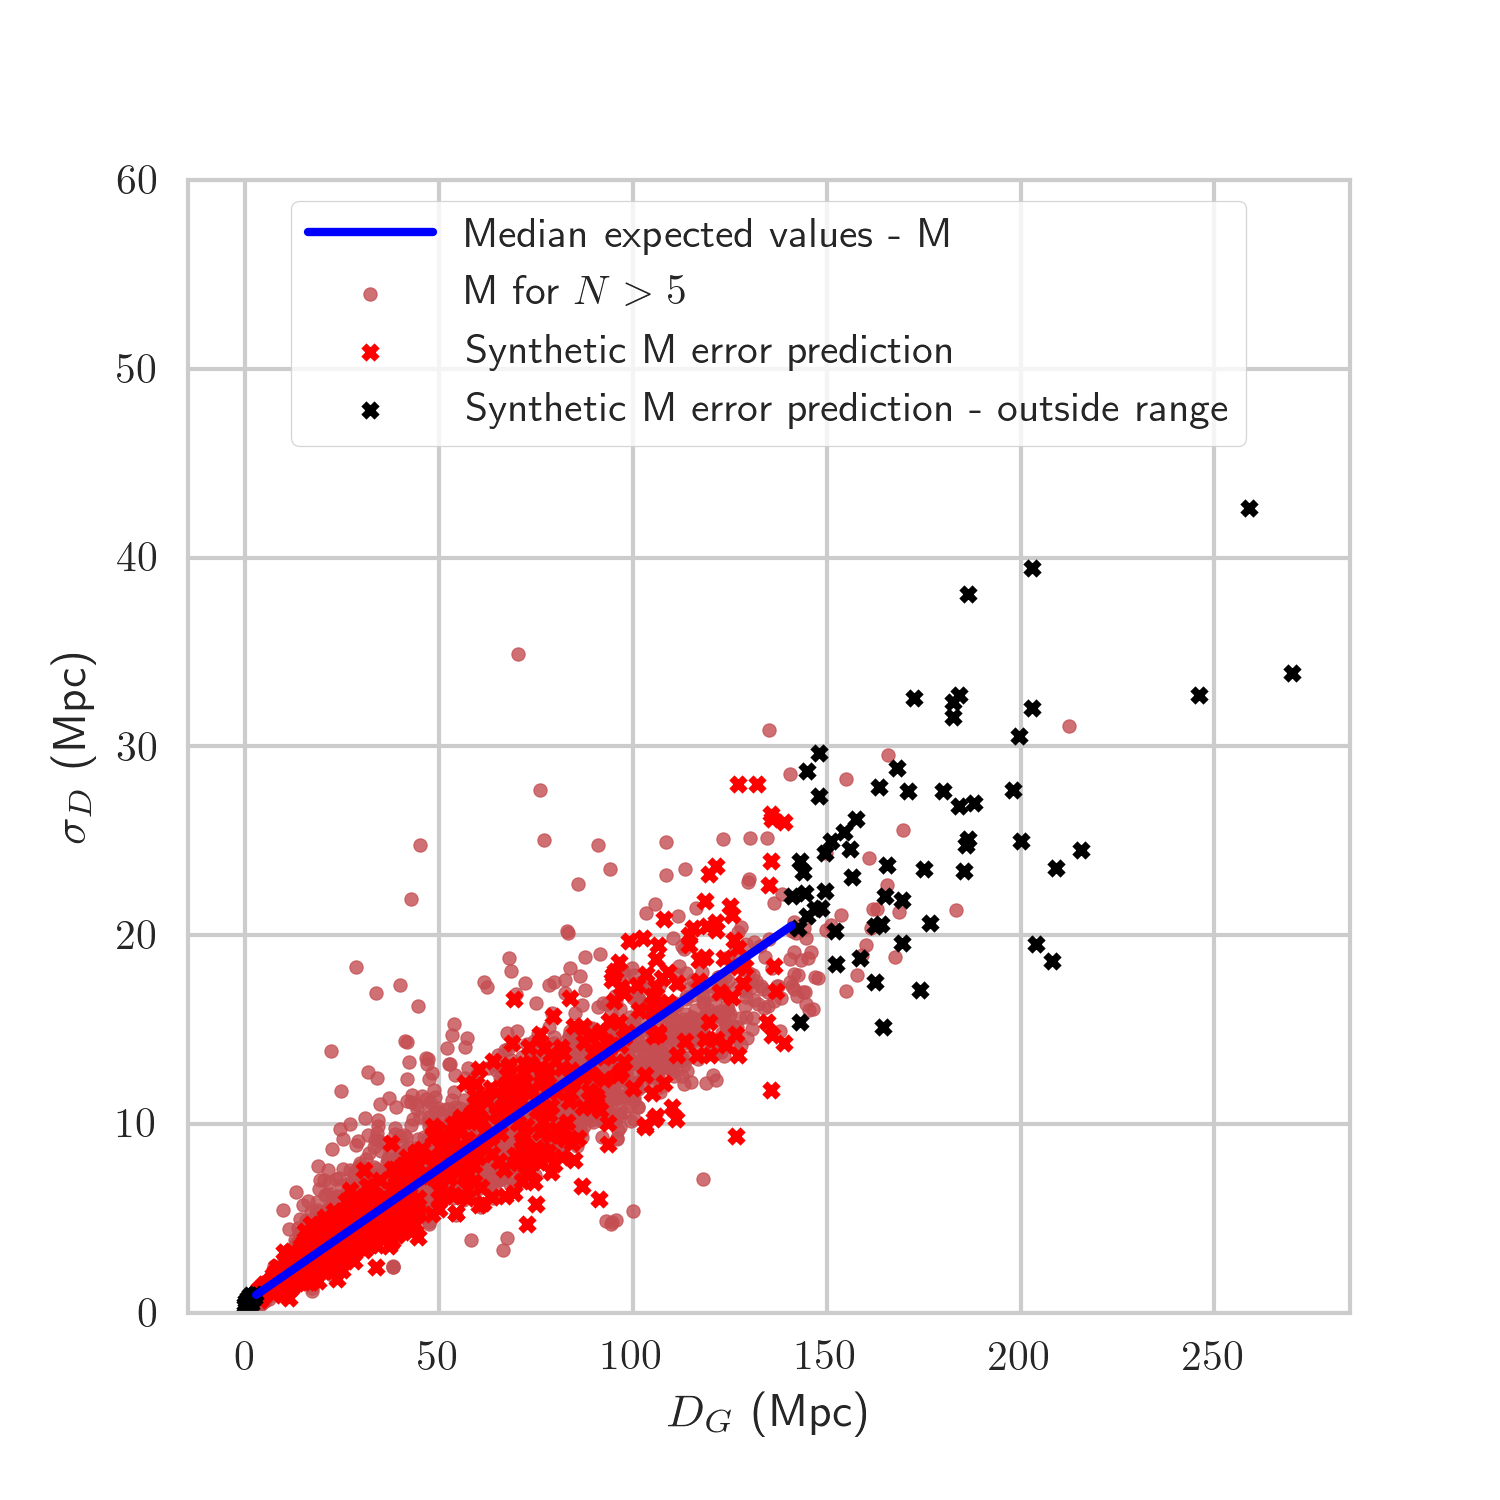 60
50
40
30
20
10
0
σ_D (Mpc)
Median expected values - M
M for N > 5
Synthetic M error prediction
Synthetic M error prediction - outside range
0 50 100 150 200 250
D_G (Mpc)